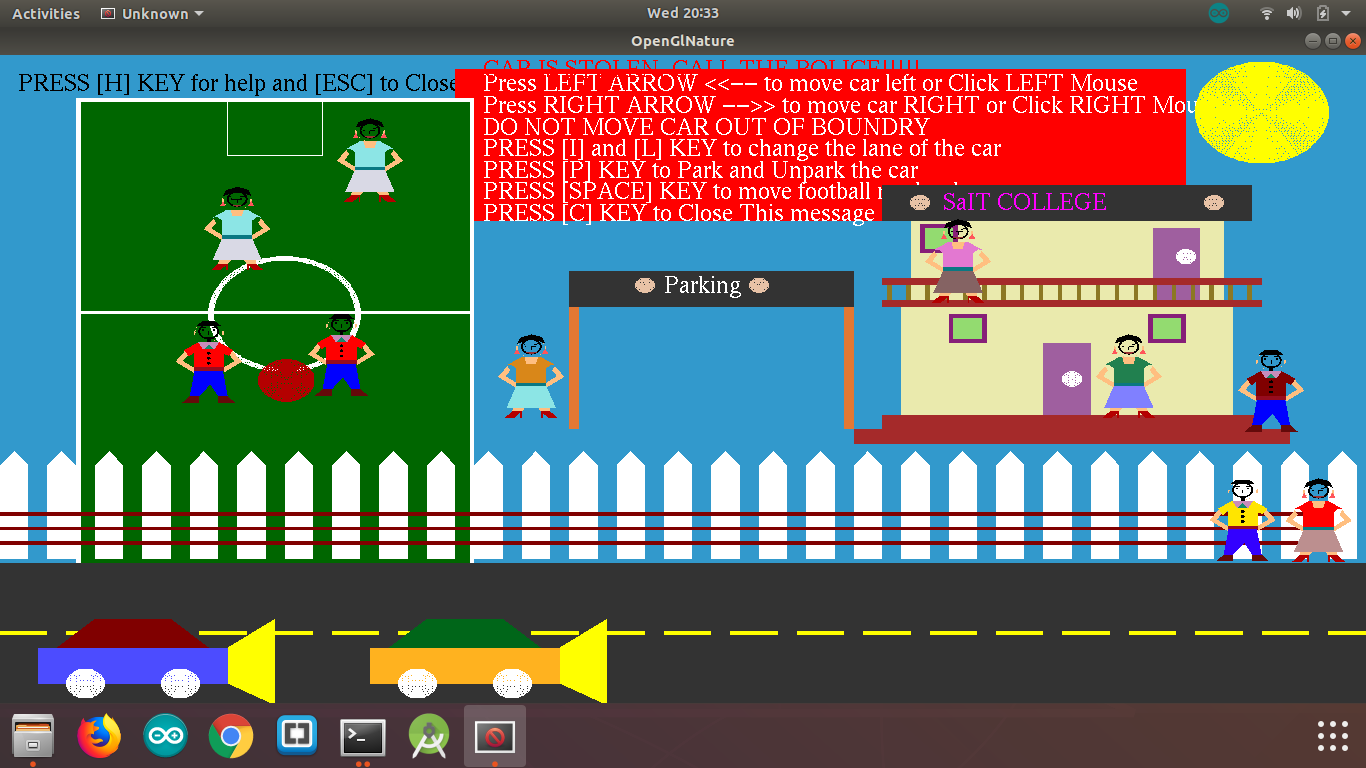 Activities Unknown Wed 20:33
OpenGlNature
CAR IS STOLEN, CALL THE POLICE!!!!!
PRESS [H] KEY for help and [ESC] to Close
Press LEFT ARROW <<−− to move car left or Click LEFT Mouse
Press RIGHT ARROW −−>> to move car RIGHT or Click RIGHT Mou
DO NOT MOVE CAR OUT OF BOUNDRY
PRESS [I] and [L] KEY to change the lane of the car
PRESS [P] KEY to Park and Unpark the car
PRESS [SPACE] KEY to move football
PRESS [C] KEY to Close This message
SaIT COLLEGE
Parking